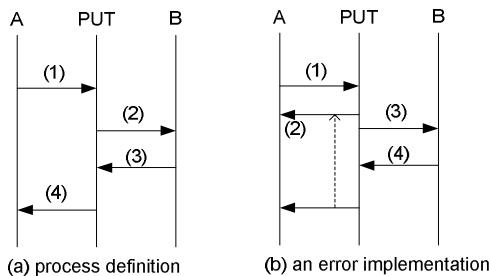 A PUT B
(1)
(2)
(3)
(4)
(a) process definition
A PUT B
(1)
(2)
(3)
(4)
(b) an error implementation